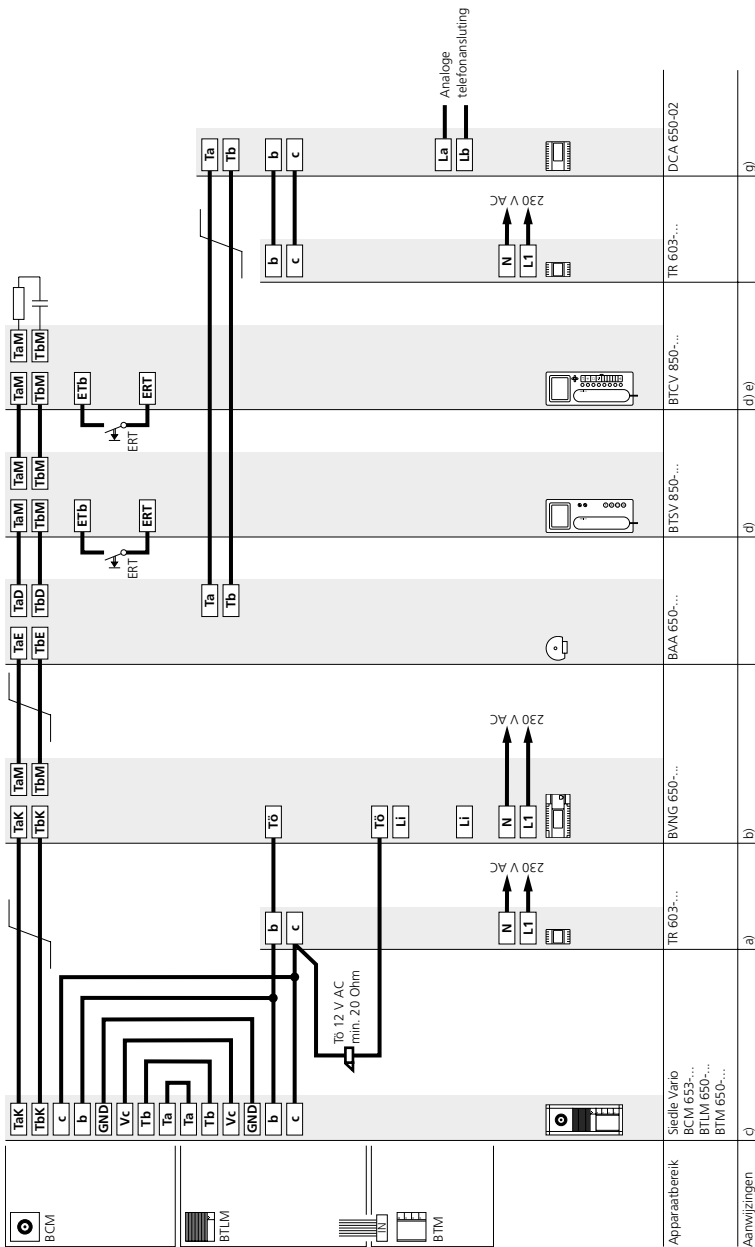 TaK TaK TaM TaE TaD TaM TaM TaM TaM
TbK TbK TbM TbE TbD TbM TbM TbM TbM
BCM
c
b ETb ETb
GND
Vc
ERT ERT
Tb ERT ERT
Ta
Ta
Tb Ta Ta
BTLM
Vc Tb Tb
GND
b b Tö b b
c c c c
Tö 12 V AC
min. 20 Ohm
IN Tö
Li
BTM La Analoge
Li Lb telefonansluting
N N N
230 V AC 230 V AC 230 V AC
L1 L1 L1
Apparaatbereik Siedle Vario TR 603-... BVNG 650-... BAA 650-... BTSV 850-... BTCV 850-... TR 603-... DCA 650-02
BCM 653-...
BTLM 650-...
BTM 650-...
Aanwijzingen c) a) b) d) d) e) g)